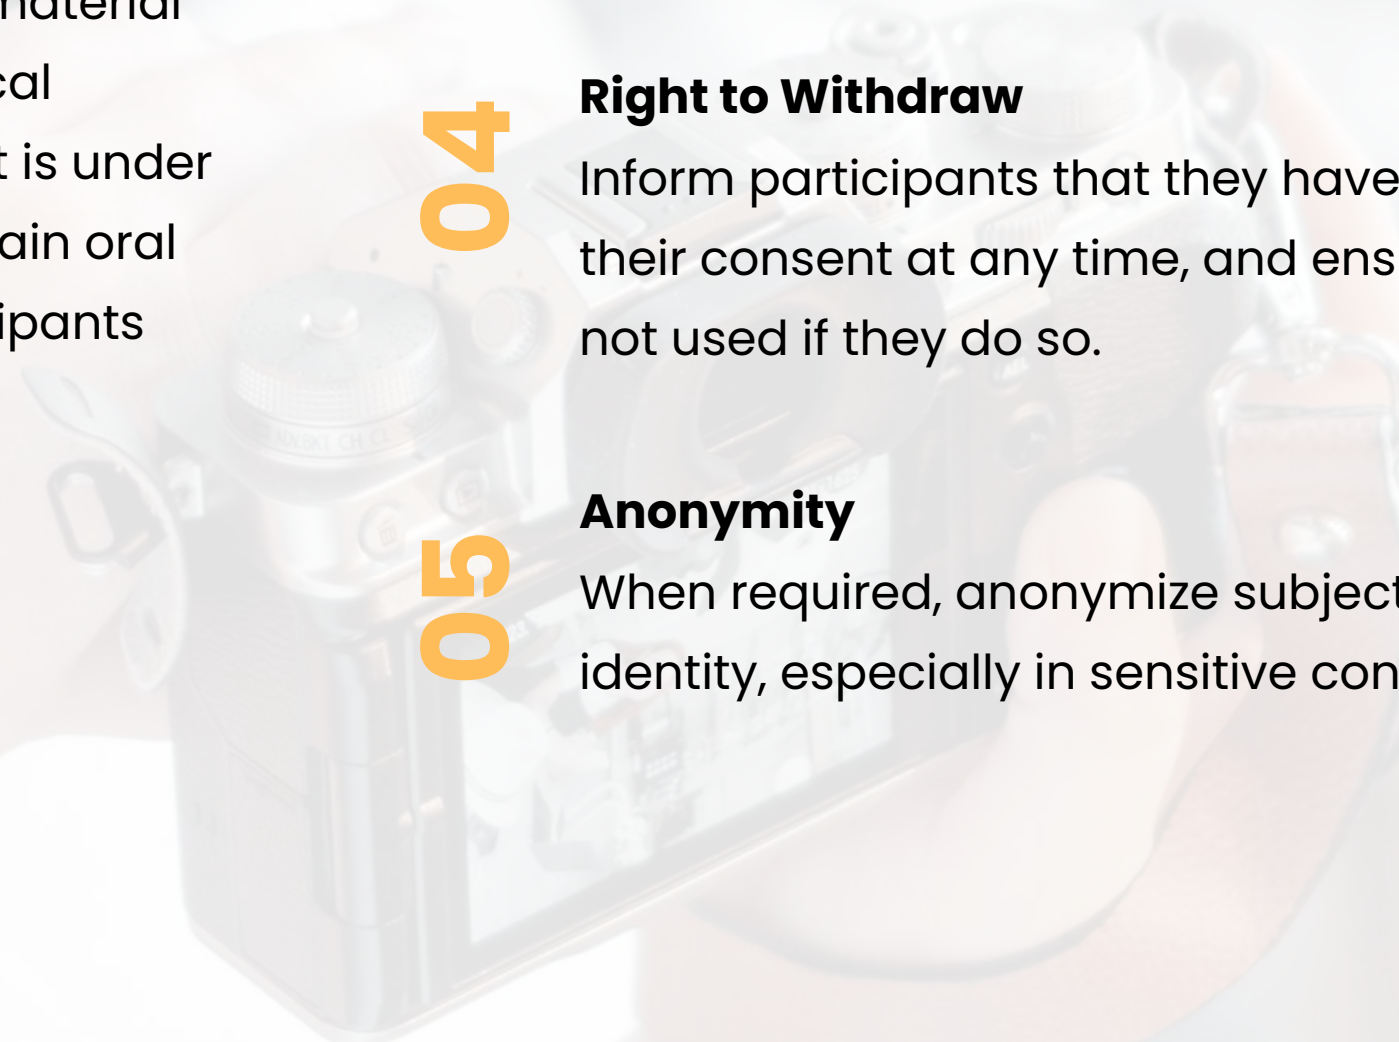 material
cal
t is under
ain oral
ipants
04
Right to Withdraw
Inform participants that they have
their consent at any time, and ens
not used if they do so.
05
Anonymity
When required, anonymize subject
identity, especially in sensitive con